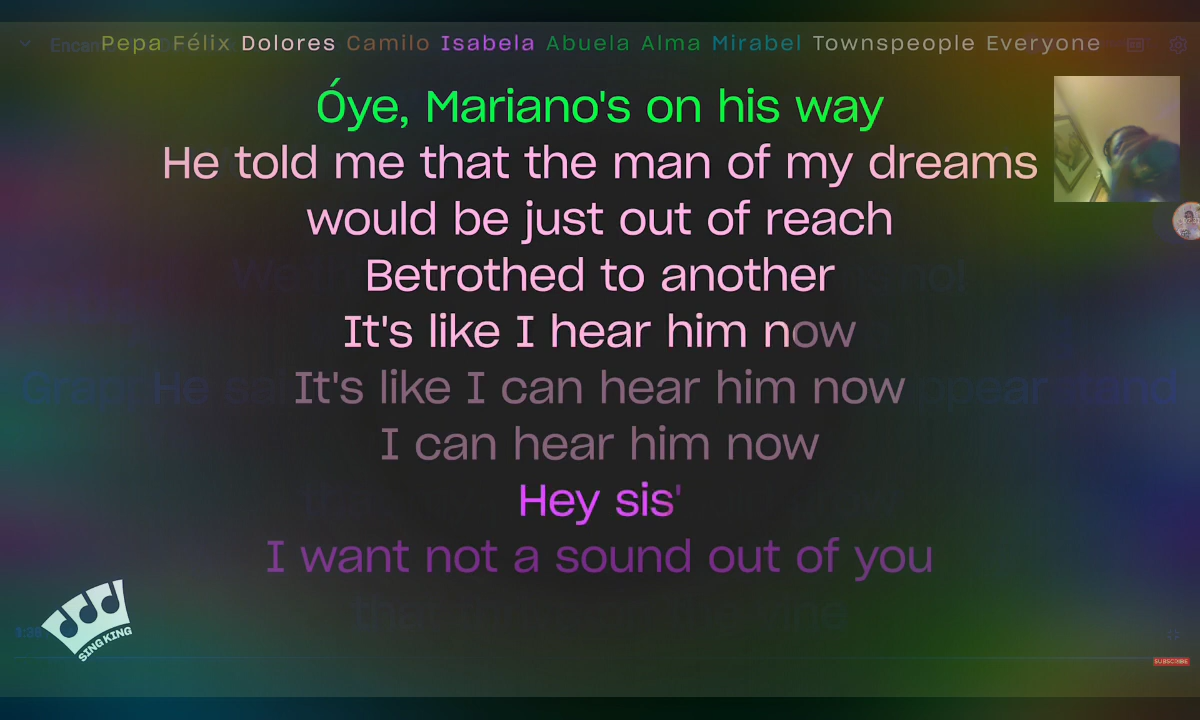 Pepa Félix Dolores Camilo Isabela Abuela Alma Mirabel Townspeople Everyone
Óye, Mariano's on his way
He told me that the man of my dreams
would be just out of reach
Betrothed to another
It's like I hear him now
It's like I can hear him now
I can hear him now
Hey sis'
I want not a sound out of you
SING KING
SUBSCRIBE